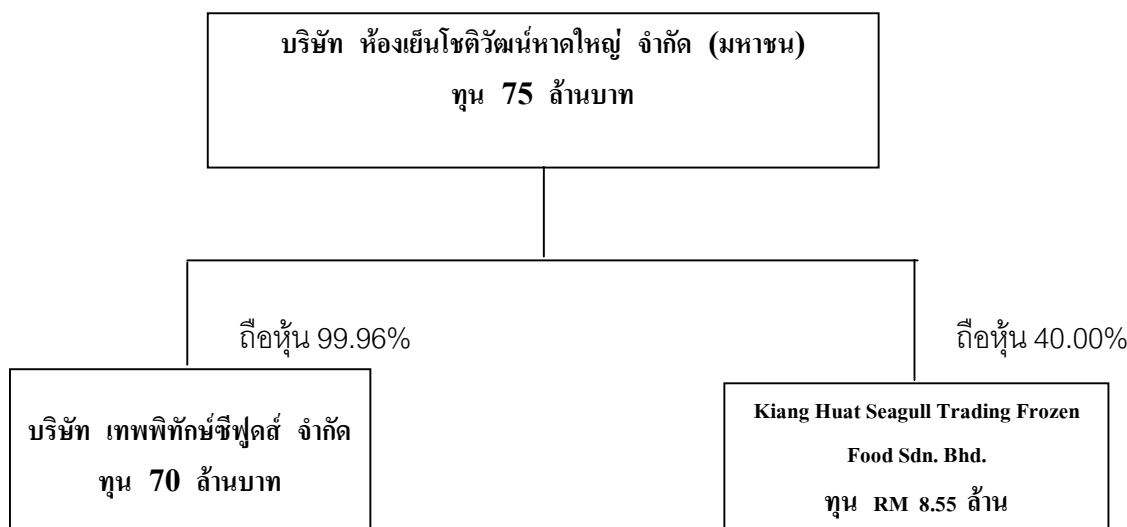 บริษัท ห้องเย็นโชติวัฒน์หาดใหญ่ จำกัด (มหาชน)
ทุน 75 ล้านบาท
ถือหุ้น 99.96%
ถือหุ้น 40.00%
บริษัท เทพพิทักษ์ซีฟูดส์ จำกัด
ทุน 70 ล้านบาท
Kiang Huat Seagull Trading Frozen
Food Sdn. Bhd.
ทุน RM 8.55 ล้าน